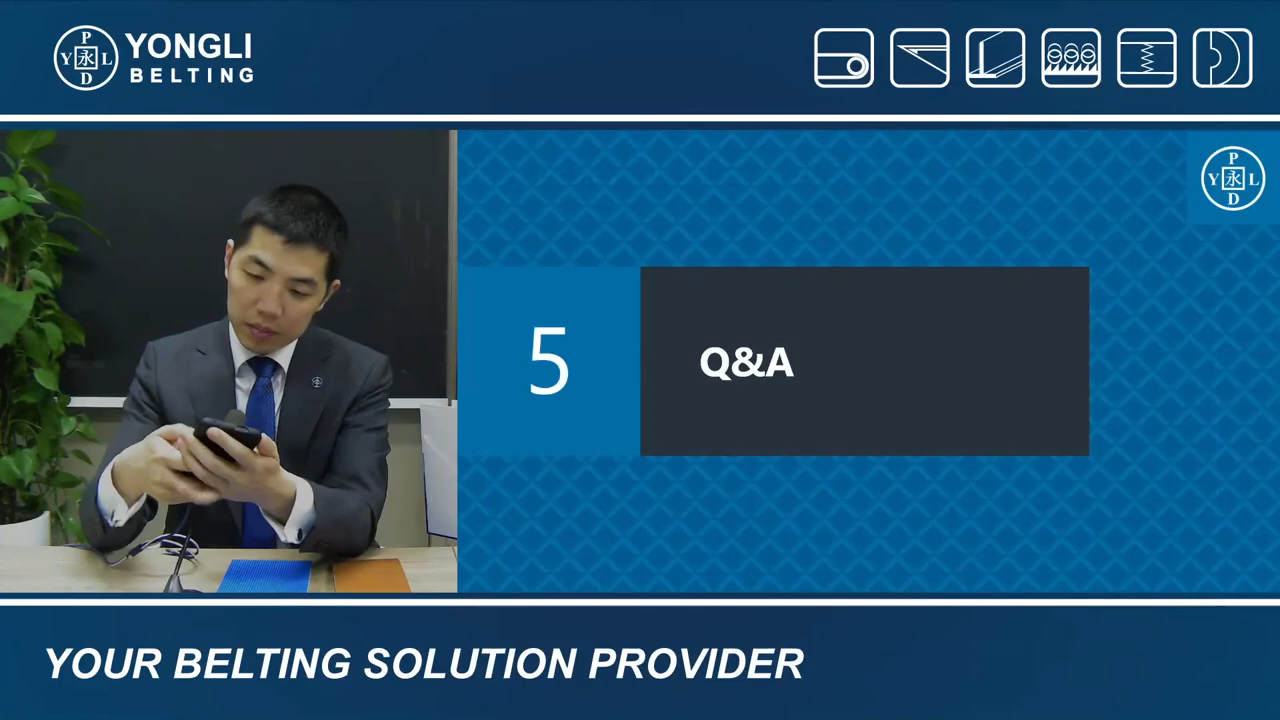 P
Y永L
D
YONGLI
BELTING
P
Y永L
D
5
Q&A
YOUR BELTING SOLUTION PROVIDER